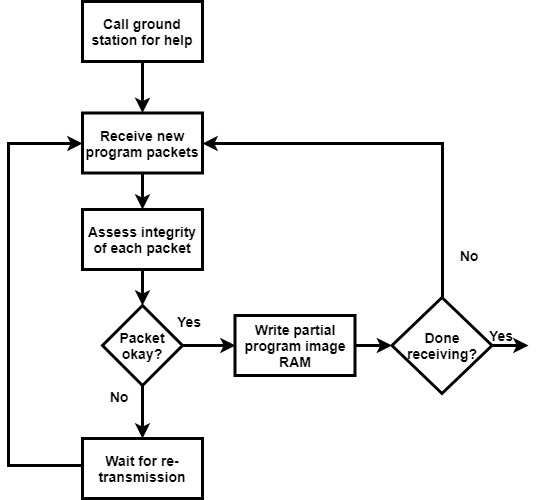 Call ground
station for help
Receive new
program packets
Assess integrity
of each packet
No
Packet
okay?
Yes
Write partial
program image
RAM
Done
receiving?
Yes
No
Wait for re-
transmission